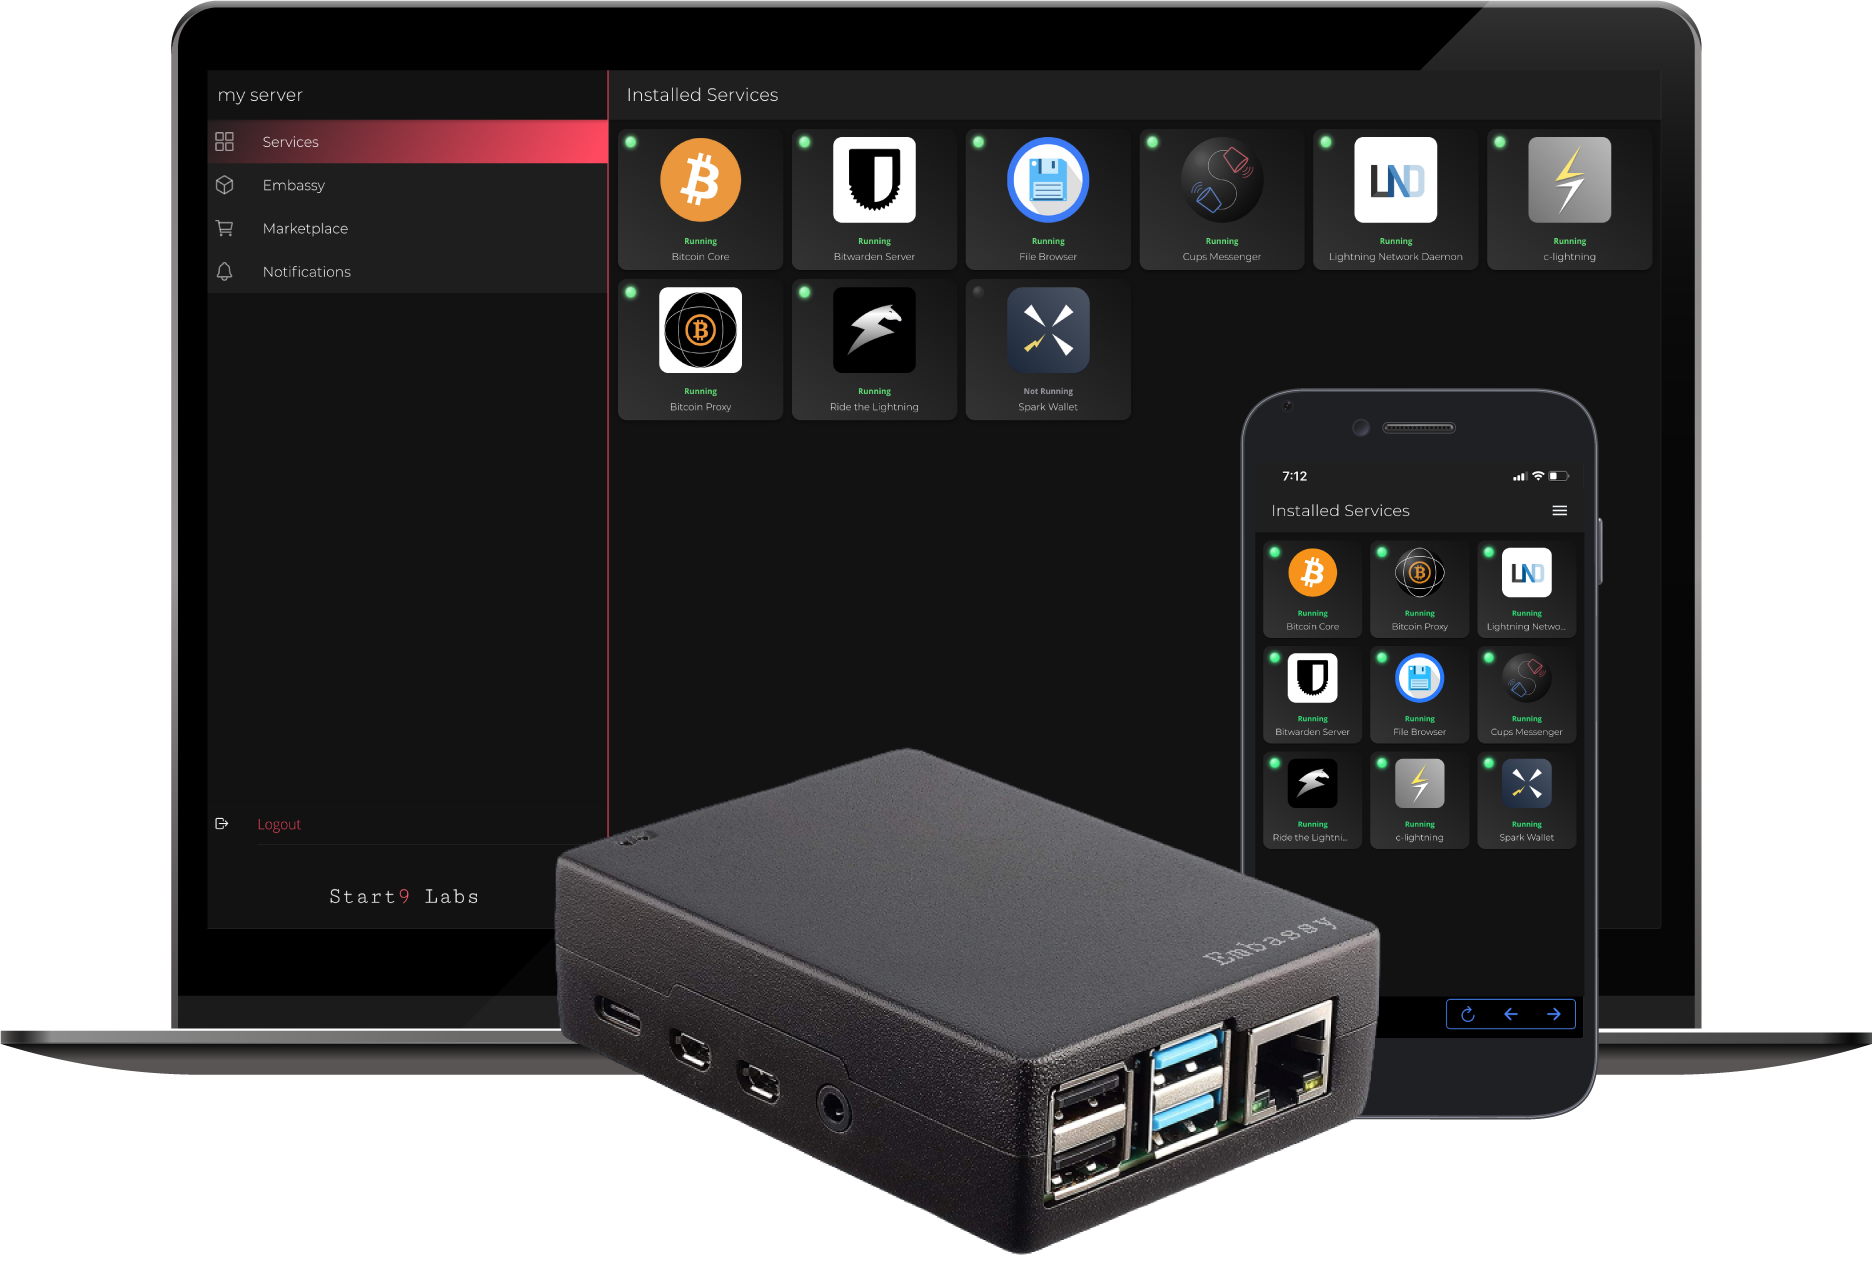 my server
Services
Embassy
Marketplace
Notifications
Logout
Start9 Labs
Installed Services
Running
Bitcoin Core
Running
Bitwarden Server
Running
File Browser
Running
Cups Messenger
LND
Running
Lightning Network Daemon
Running
c-lightning
Running
Bitcoin Proxy
Running
Ride the Lightning
Not Running
Spark Wallet
7:12
Installed Services
Running
Bitcoin Core
Running
Bitcoin Proxy
LND
Running
Lightning Netwo...
Running
Bitwarden Server
Running
File Browser
Running
Cups Messenger
Running
Ride the Lightni...
Running
c-lightning
Running
Spark Wallet
Embassy